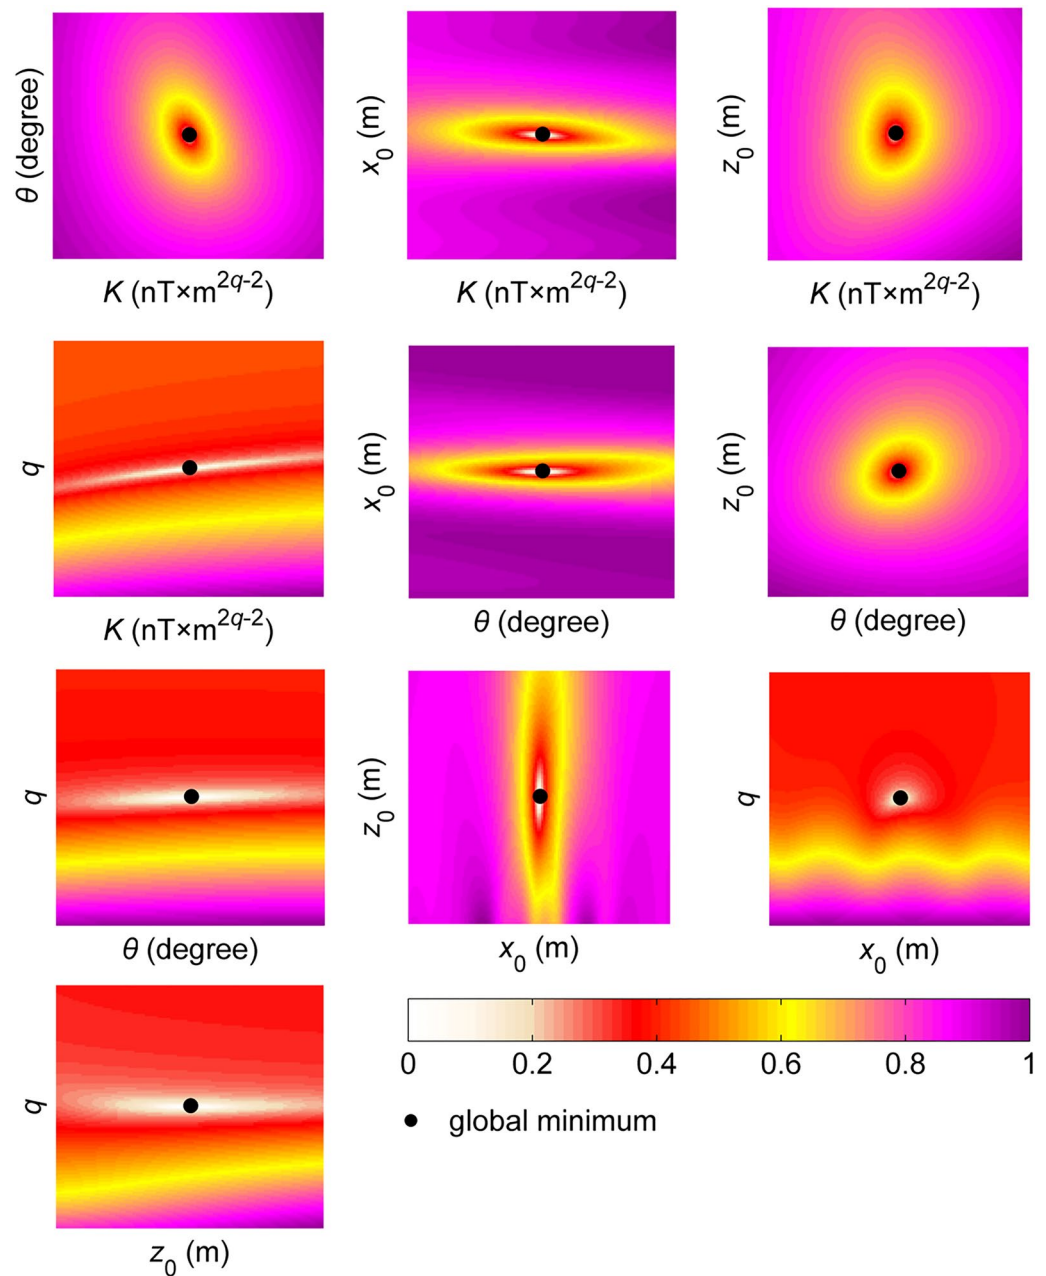 θ (degree)
K (nT×m2q-2)
x0 (m)
K (nT×m2q-2)
z0 (m)
K (nT×m2q-2)
q
K (nT×m2q-2)
x0 (m)
θ (degree)
z0 (m)
θ (degree)
q
θ (degree)
z0 (m)
x0 (m)
q
x0 (m)
q
z0 (m)
0 0.2 0.4 0.6 0.8 1
global minimum